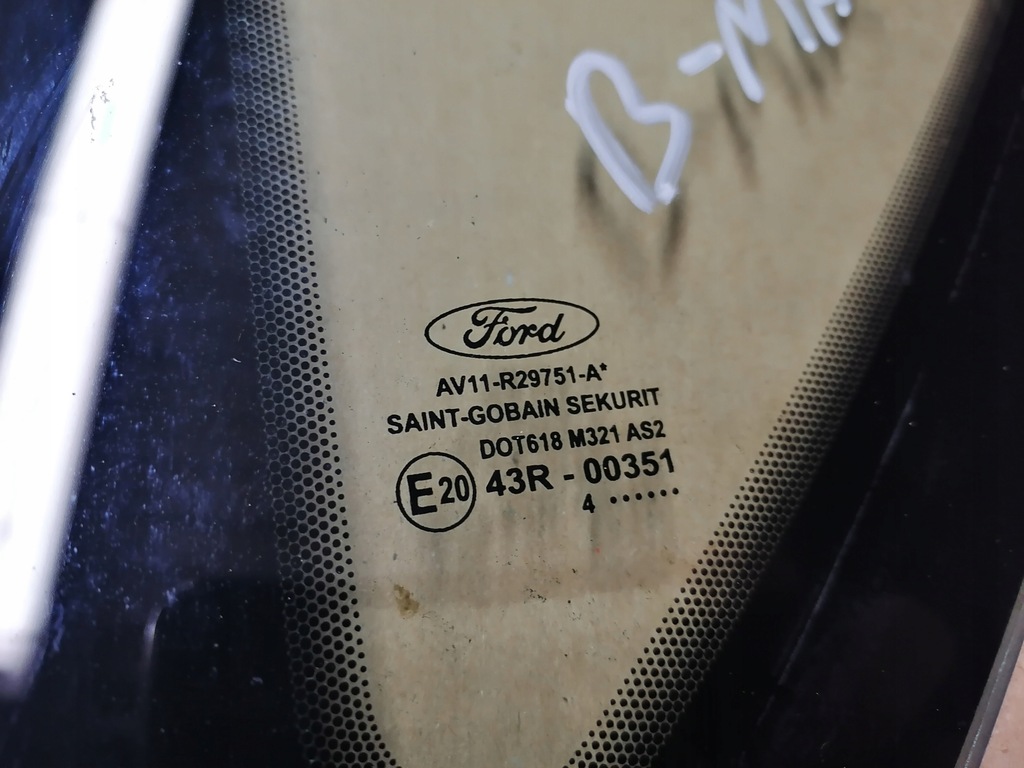 B-MA
Ford
AV11-R29751-A*
SAINT-GOBAIN SEKURIT
DOT618 M321 AS2
E20 43R - 00351
4 ······